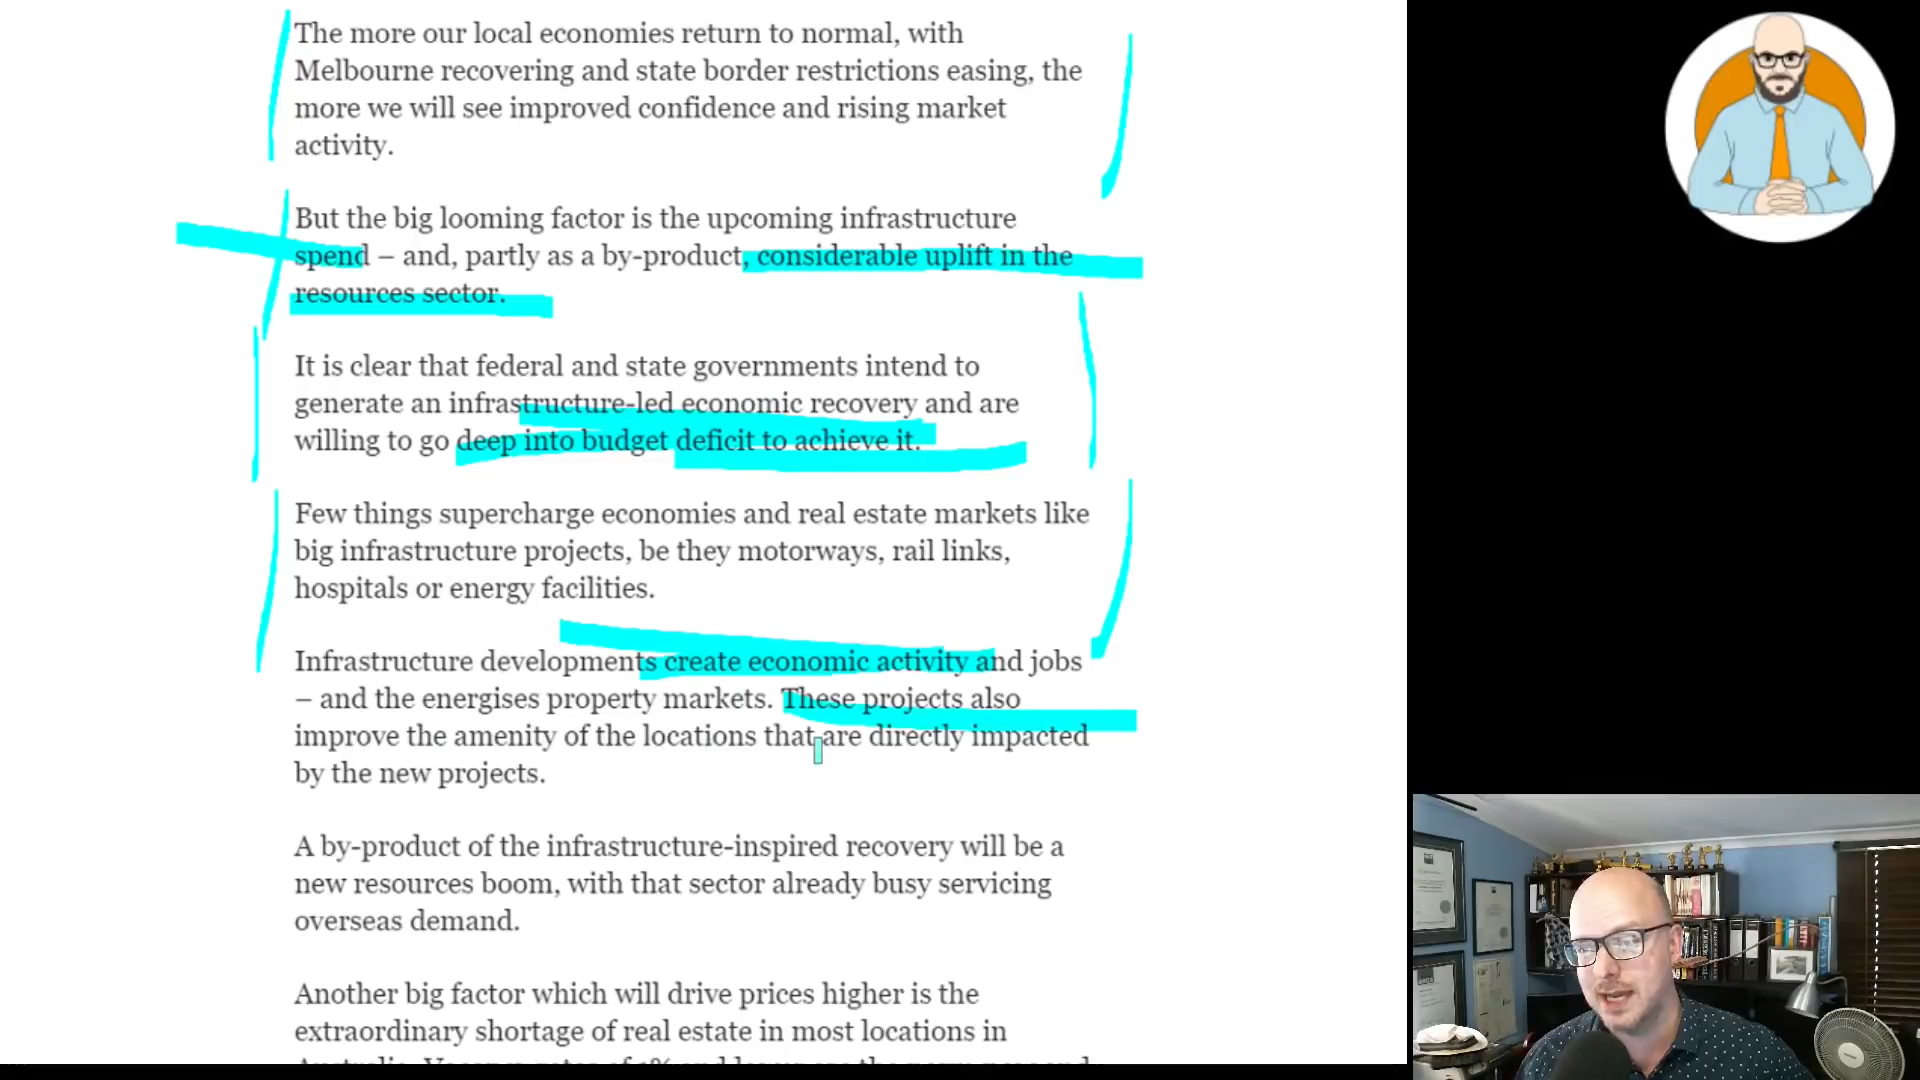 The more our local economies return to normal, with
Melbourne recovering and state border restrictions easing, the
more we will see improved confidence and rising market
activity.
But the big looming factor is the upcoming infrastructure
spend – and, partly as a by-product, considerable uplift in the
resources sector.
It is clear that federal and state governments intend to
generate an infrastructure-led economic recovery and are
willing to go deep into budget deficit to achieve it.
Few things supercharge economies and real estate markets like
big infrastructure projects, be they motorways, rail links,
hospitals or energy facilities.
Infrastructure developments create economic activity and jobs
– and the energises property markets. These projects also
improve the amenity of the locations that are directly impacted
by the new projects.
A by-product of the infrastructure-inspired recovery will be a
new resources boom, with that sector already busy servicing
overseas demand.
Another big factor which will drive prices higher is the
extraordinary shortage of real estate in most locations in